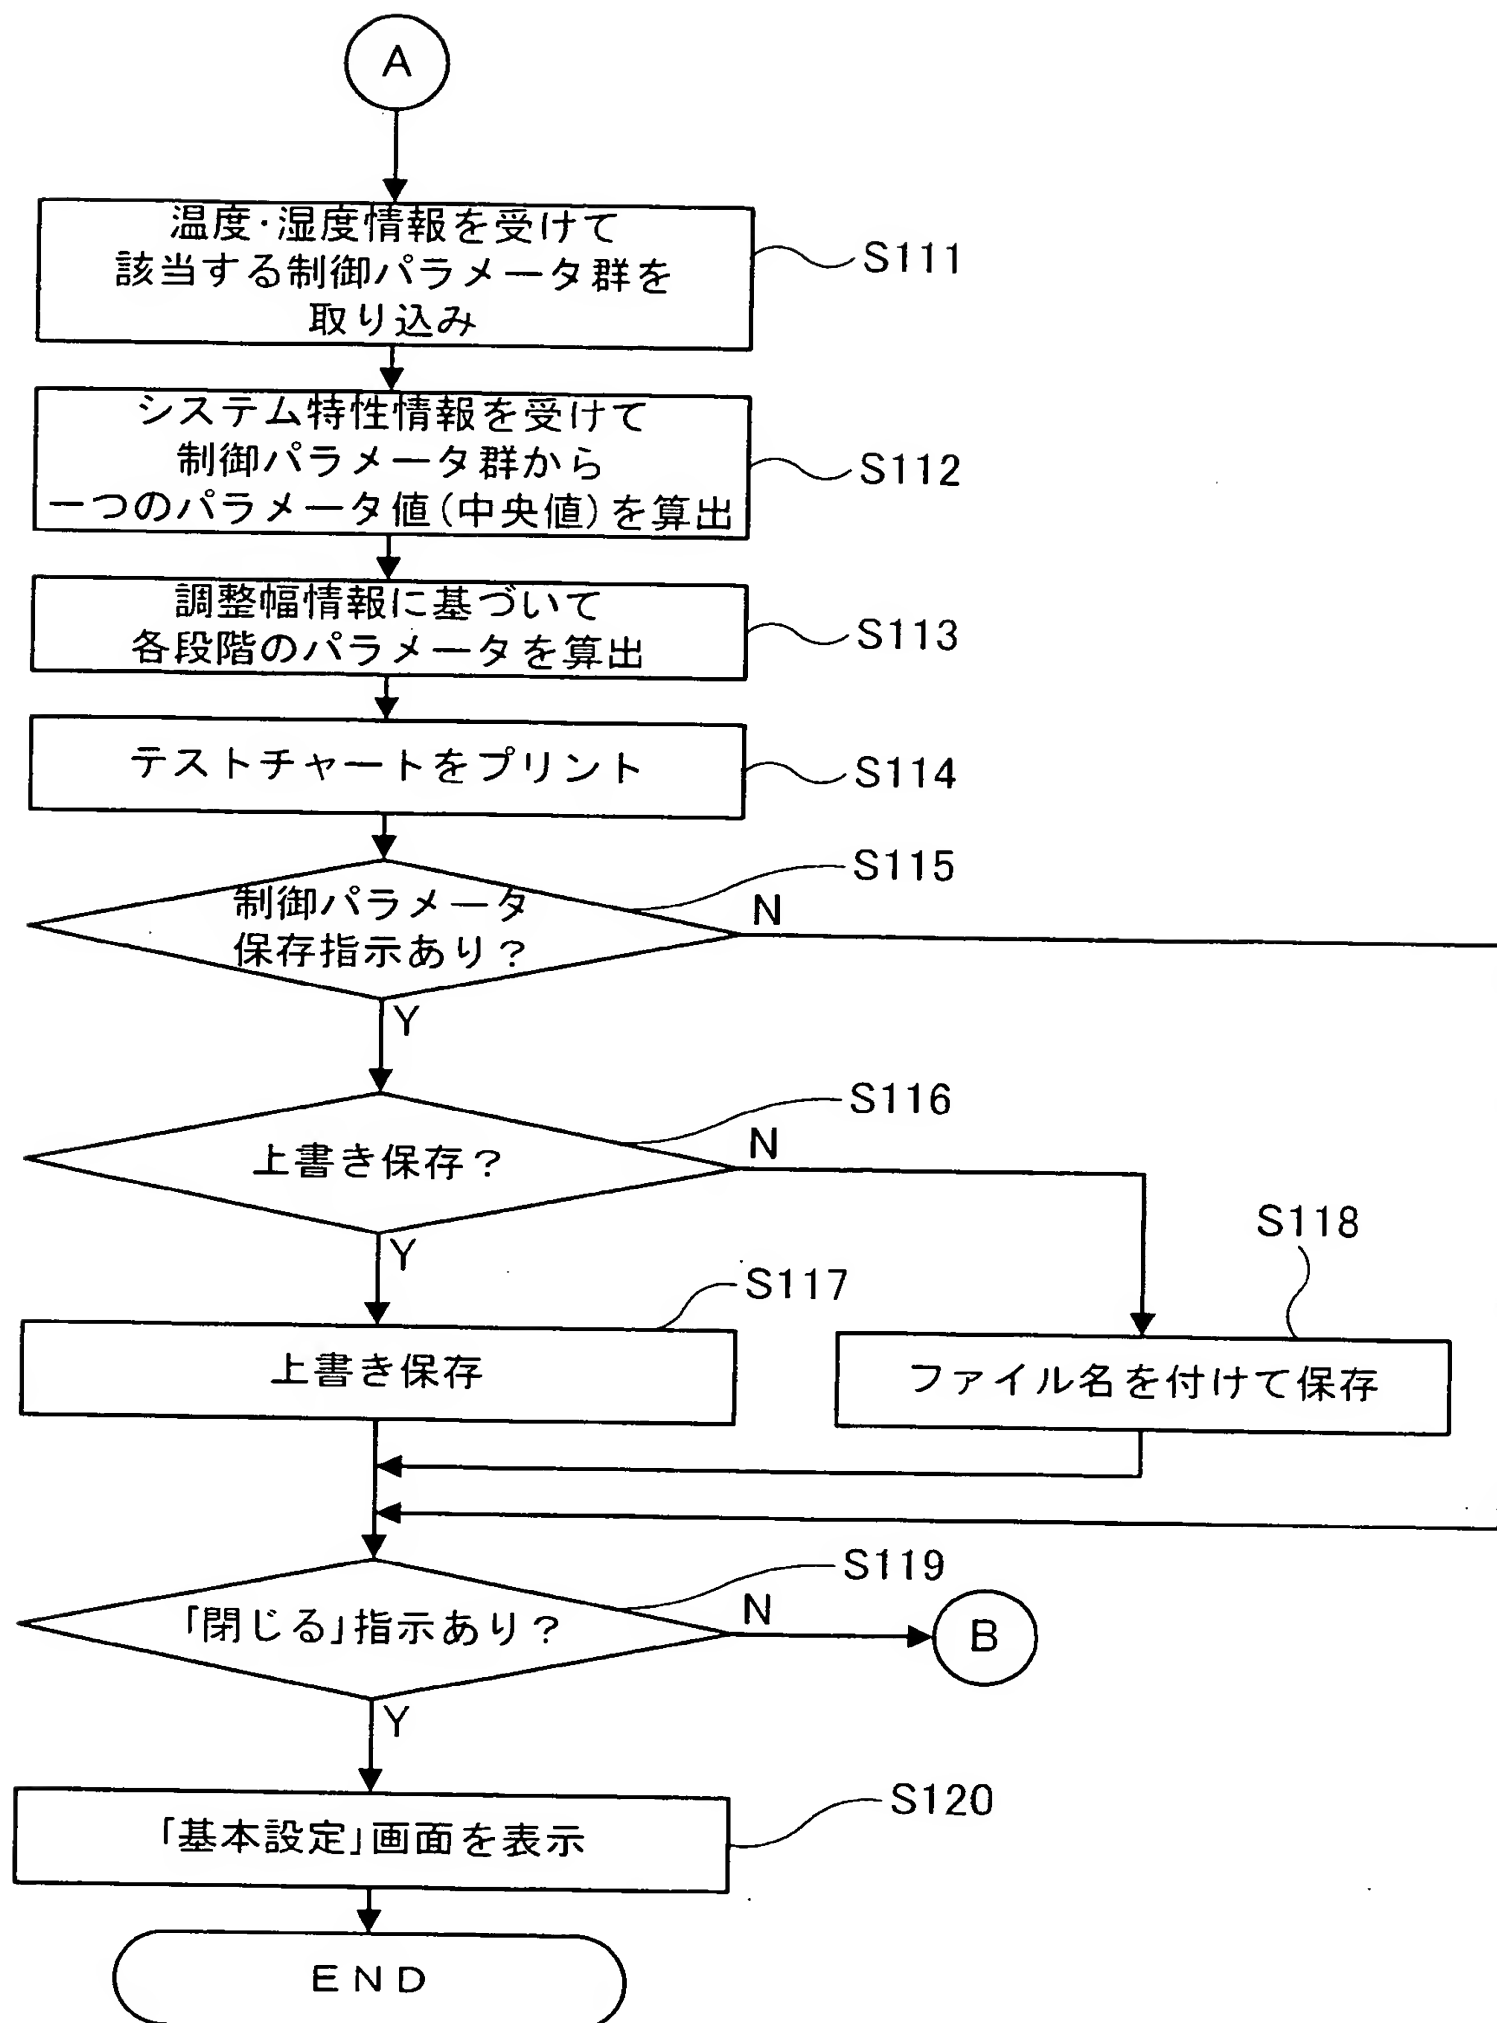 A
温度・湿度情報を受けて
該当する制御パラメータ群を
取り込み
S111
システム特性情報を受けて
制御パラメータ群から
一つのパラメータ値(中央値)を算出
S112
調整幅情報に基づいて
各段階のパラメータを算出
S113
テストチャートをプリント
S114
S115
制御パラメータ
保存指示あり？
N
Y
S116
上書き保存？
N
Y
S117
上書き保存
S118
ファイル名を付けて保存
S119
「閉じる」指示あり？
N
B
Y
S120
「基本設定」画面を表示
END